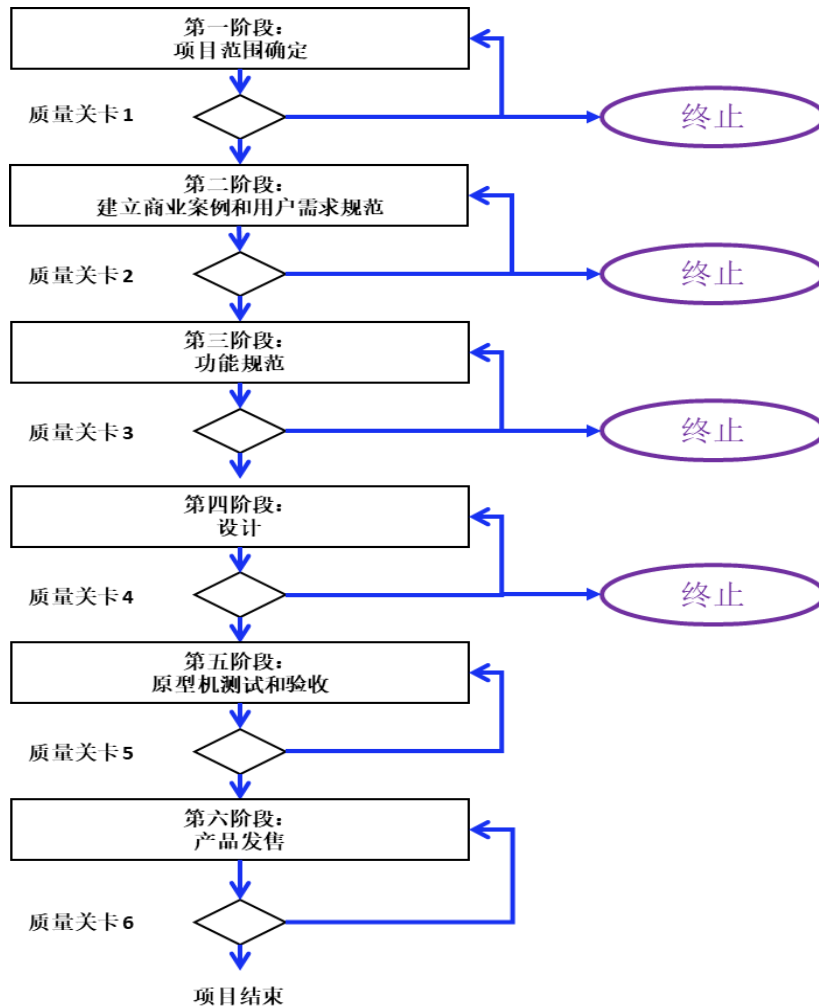 第一阶段：
项目范围确定
质量关卡1
终止
第二阶段：
建立商业案例和用户需求规范
质量关卡2
终止
第三阶段：
功能规范
质量关卡3
终止
第四阶段：
设计
质量关卡4
终止
第五阶段：
原型机测试和验收
质量关卡5
第六阶段：
产品发售
质量关卡6
项目结束